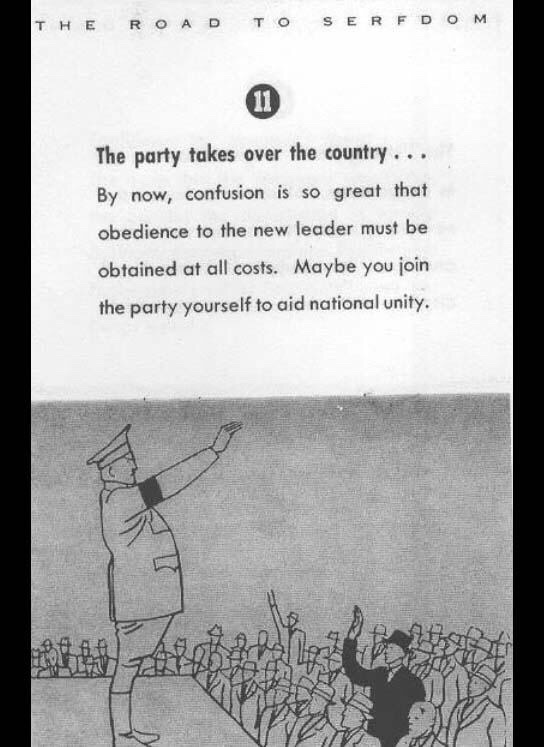 THE ROAD TO SERFDOM
11
The party takes over the country . . .
By now, confusion is so great that
obedience to the new leader must be
obtained at all costs. Maybe you join
the party yourself to aid national unity.